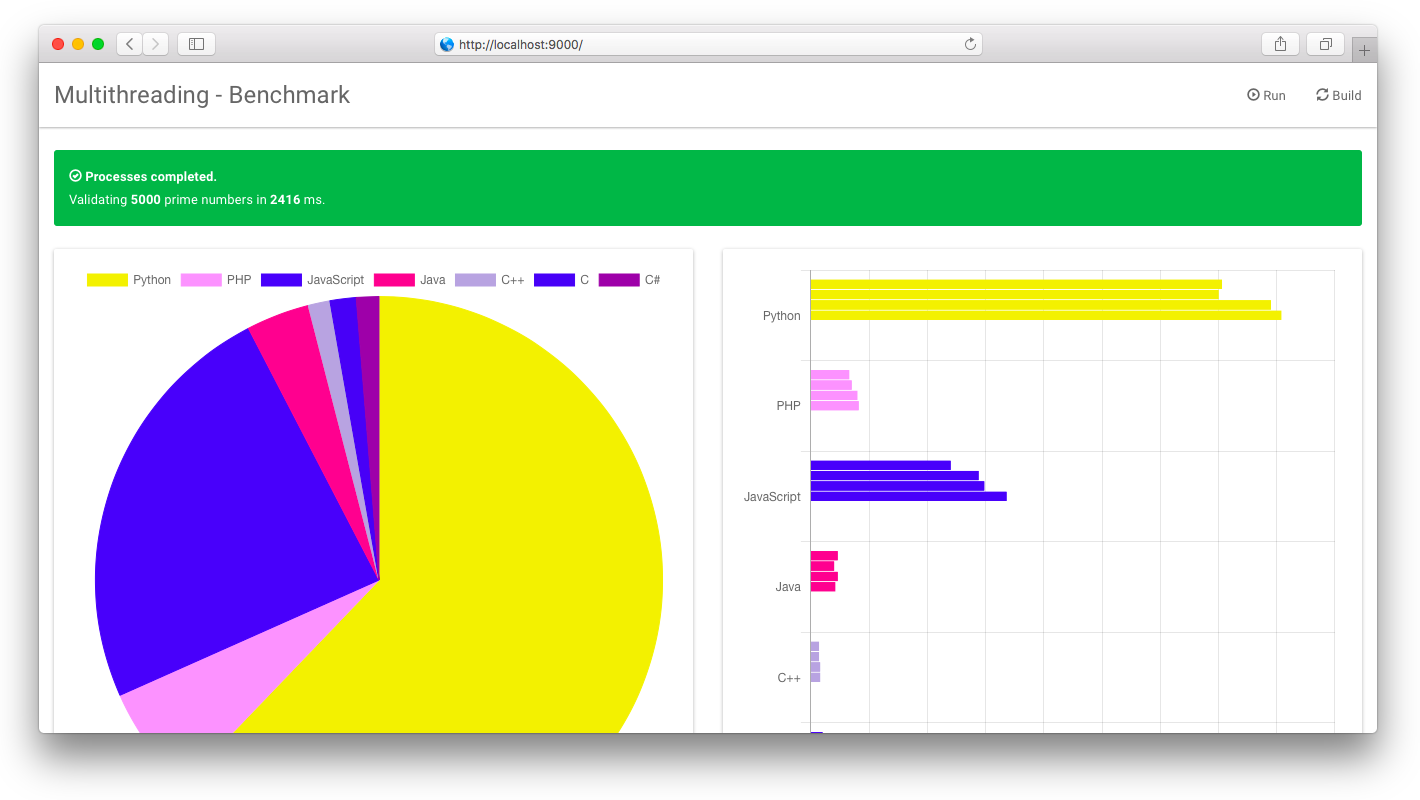 http://localhost:9000/
Multithreading - Benchmark
Run
Build
Processes completed.
Validating 5000 prime numbers in 2416 ms.
Python PHP JavaScript Java C++ C C#
Python
PHP
JavaScript
Java
C++